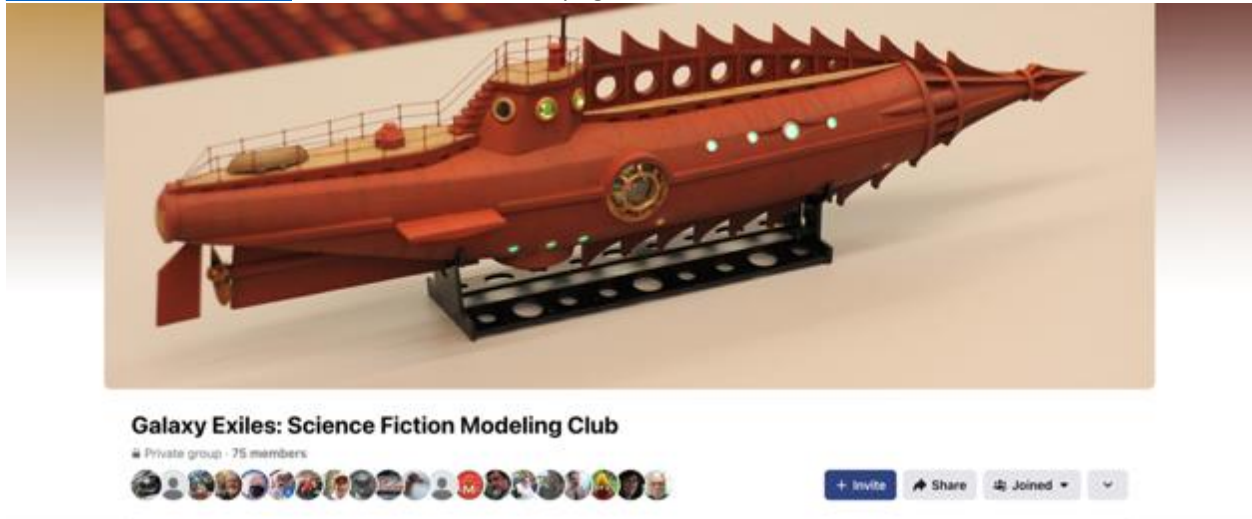 Galaxy Exiles: Science Fiction Modeling Club
Private group · 75 members
+ Invite
Share
Joined